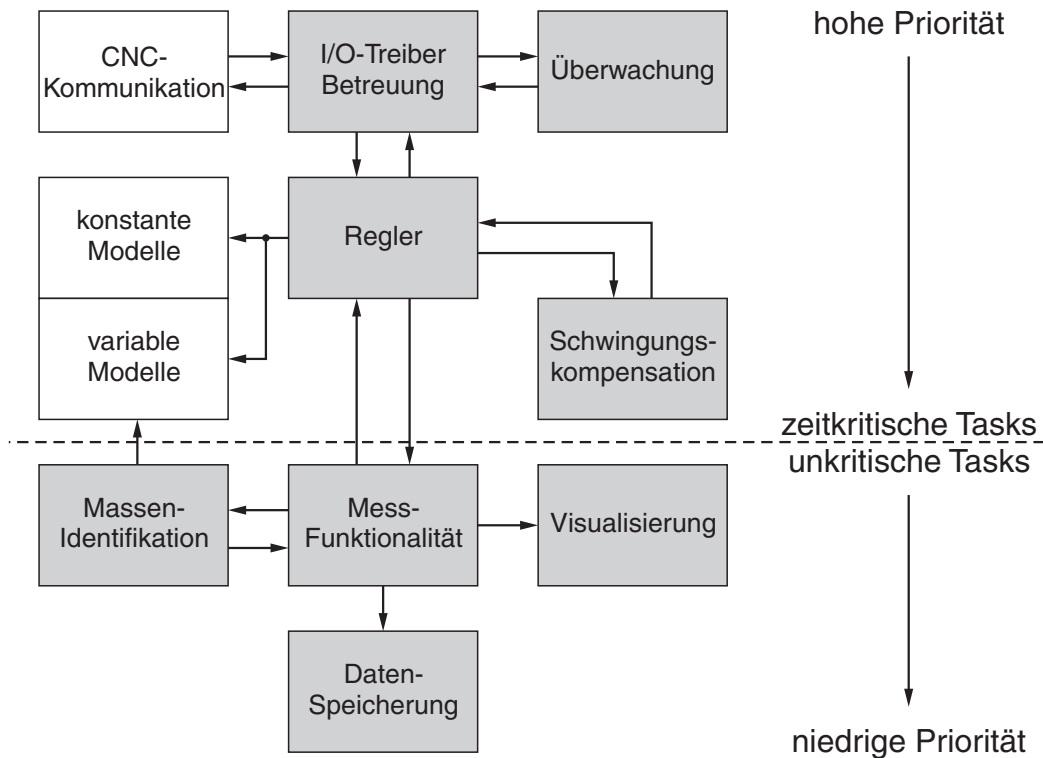 hohe Priorität
CNC-
Kommunikation
I/O-Treiber
Betreuung
Überwachung
konstante
Modelle
Regler
variable
Modelle
Schwingungs-
kompensation
zeitkritische Tasks
unkritische Tasks
Massen-
Identifikation
Mess-
Funktionalität
Visualisierung
Daten-
Speicherung
niedrige Priorität